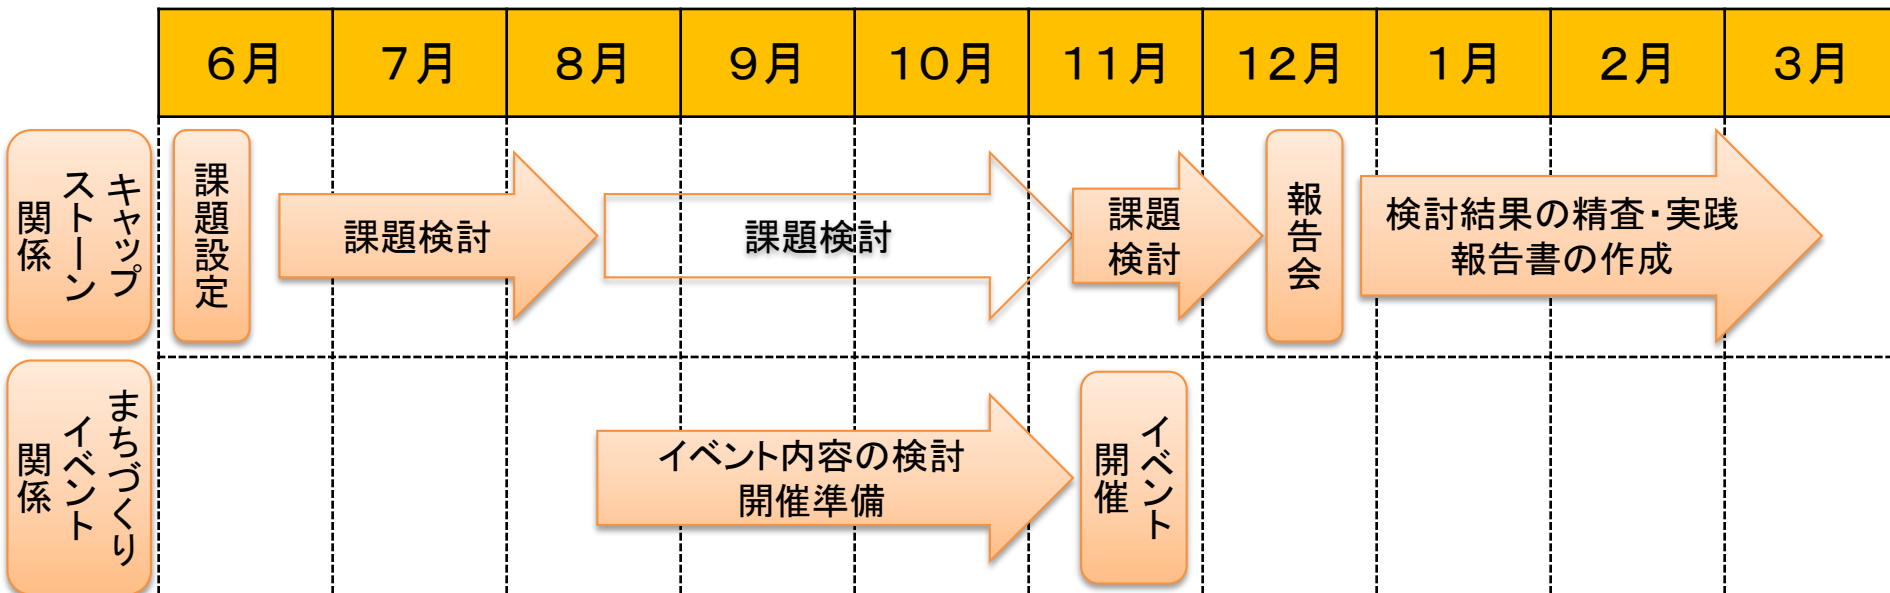 6月
7月
8月
9月
10月
11月
12月
1月
2月
3月
キャップ
ストーン
関係
課題設定
課題検討
課題検討
課題
検討
報告会
検討結果の精査・実践
報告書の作成
まちづくり
イベント
関係
イベント内容の検討
開催準備
イベント
開催